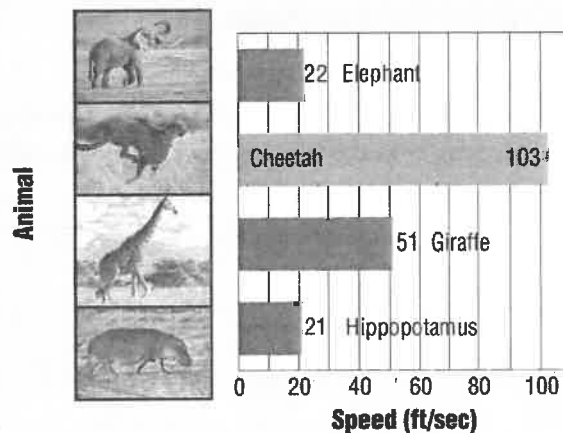 Animal
22 Elephant
Cheetah 103
51 Giraffe
21 Hippopotamus
0 20 40 60 80 100
Speed (ft/sec)